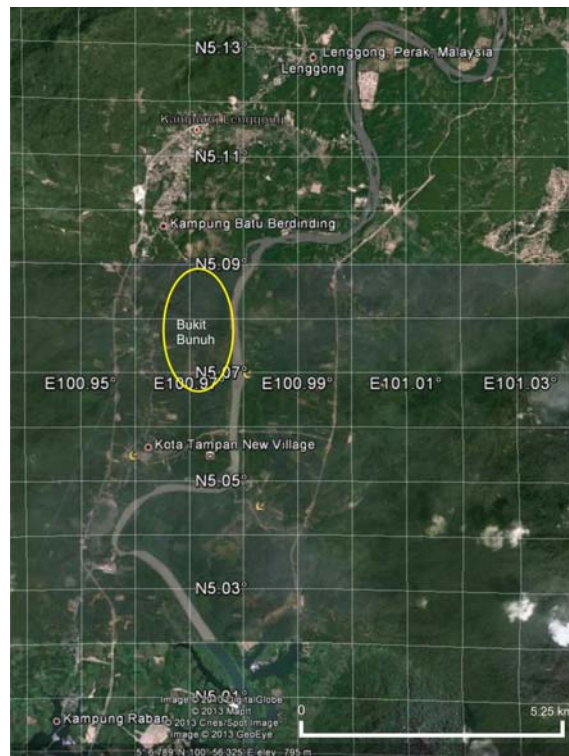 N5.13
Lenggong, Perak, Malaysia
Lenggong
Kampung Lenggong
N5.11
Kampung Batu Berdinding
N5.09
Bukit
Bunuh
N5.07
E100.95° E100.97° E100.99° E101.01° E101.03°
Kota Tampan New Village
N5.05
N5.03°
N5.01°
Image © 2013 DigitalGlobe
© 2013 MapIt
© 2013 Cnes/Spot Image
Image © 2013 GeoEye
0 5.25 km
Kampung Raban